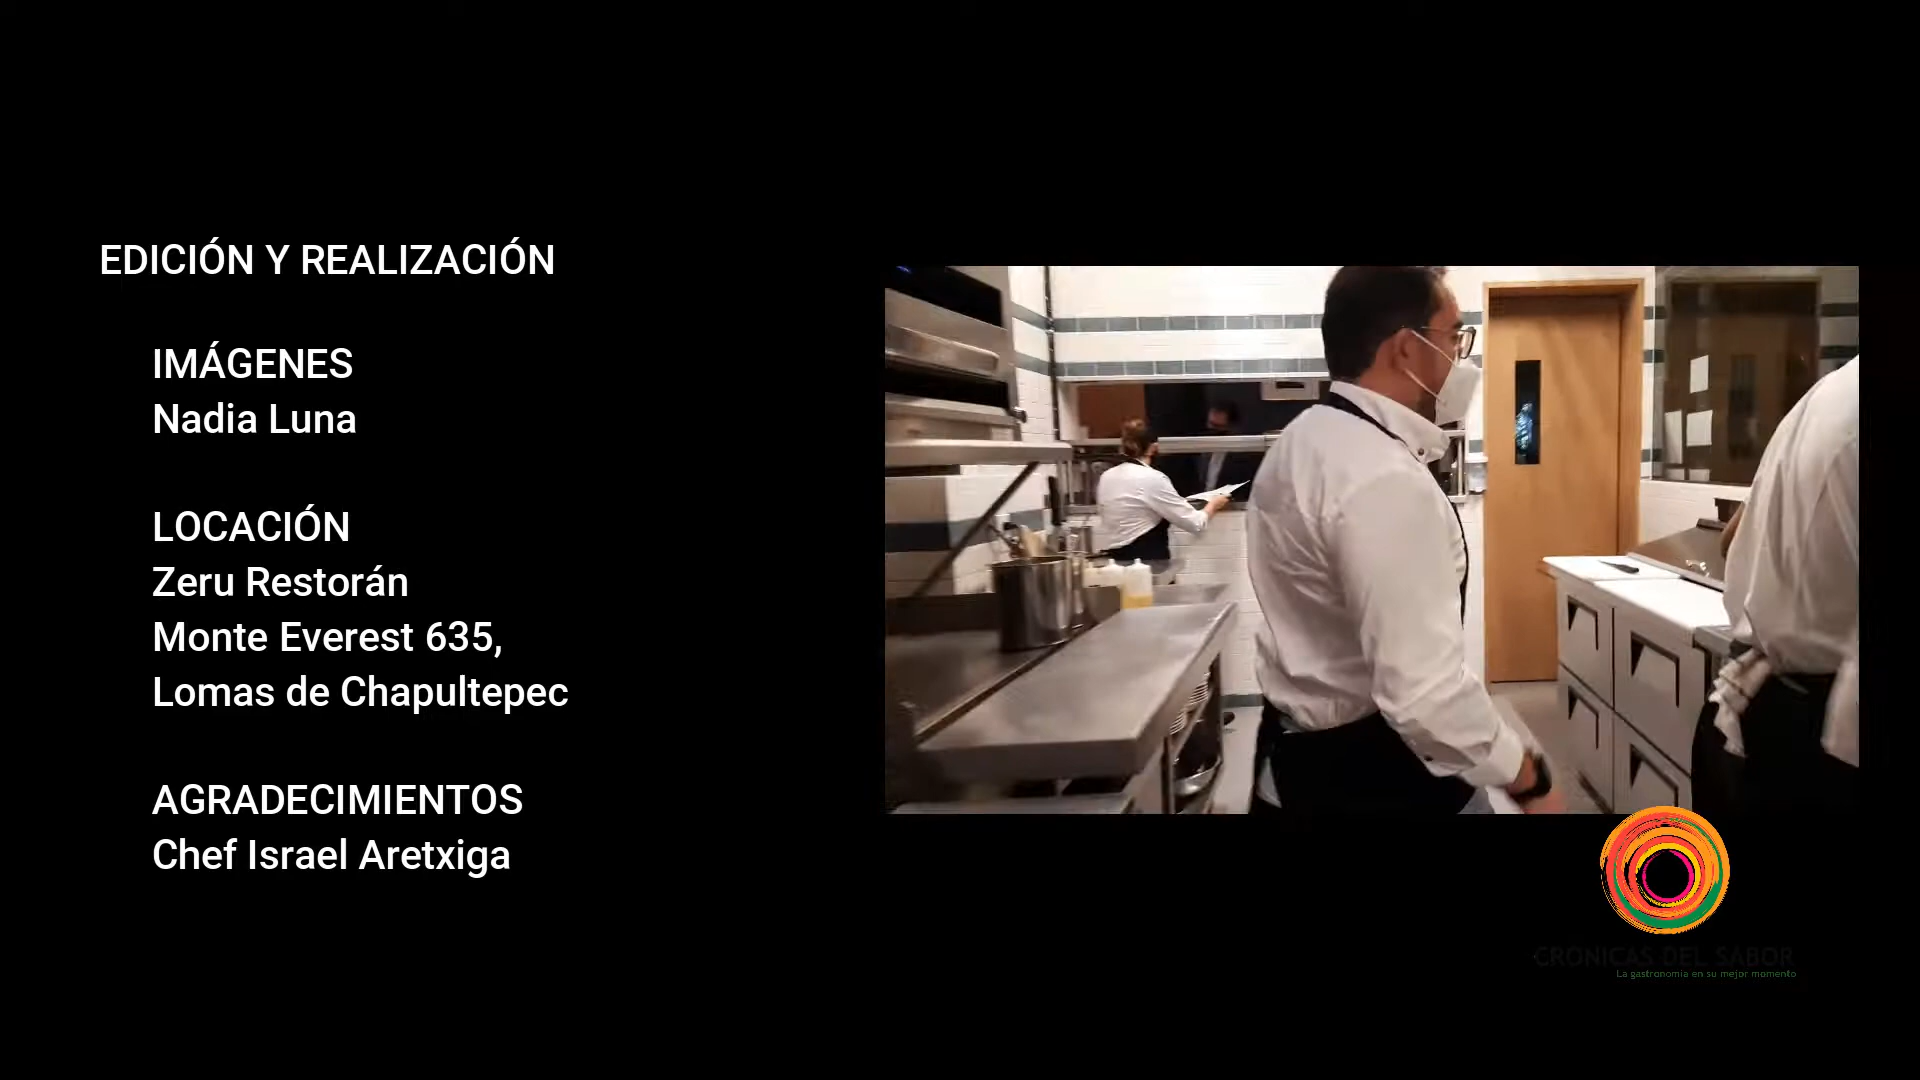 EDICIÓN Y REALIZACIÓN
IMÁGENES
Nadia Luna
LOCACIÓN
Zeru Restorán
Monte Everest 635,
Lomas de Chapultepec
AGRADECIMIENTOS
Chef Israel Aretxiga
CRONICAS DEL SABOR
La gastronomía en su mejor momento